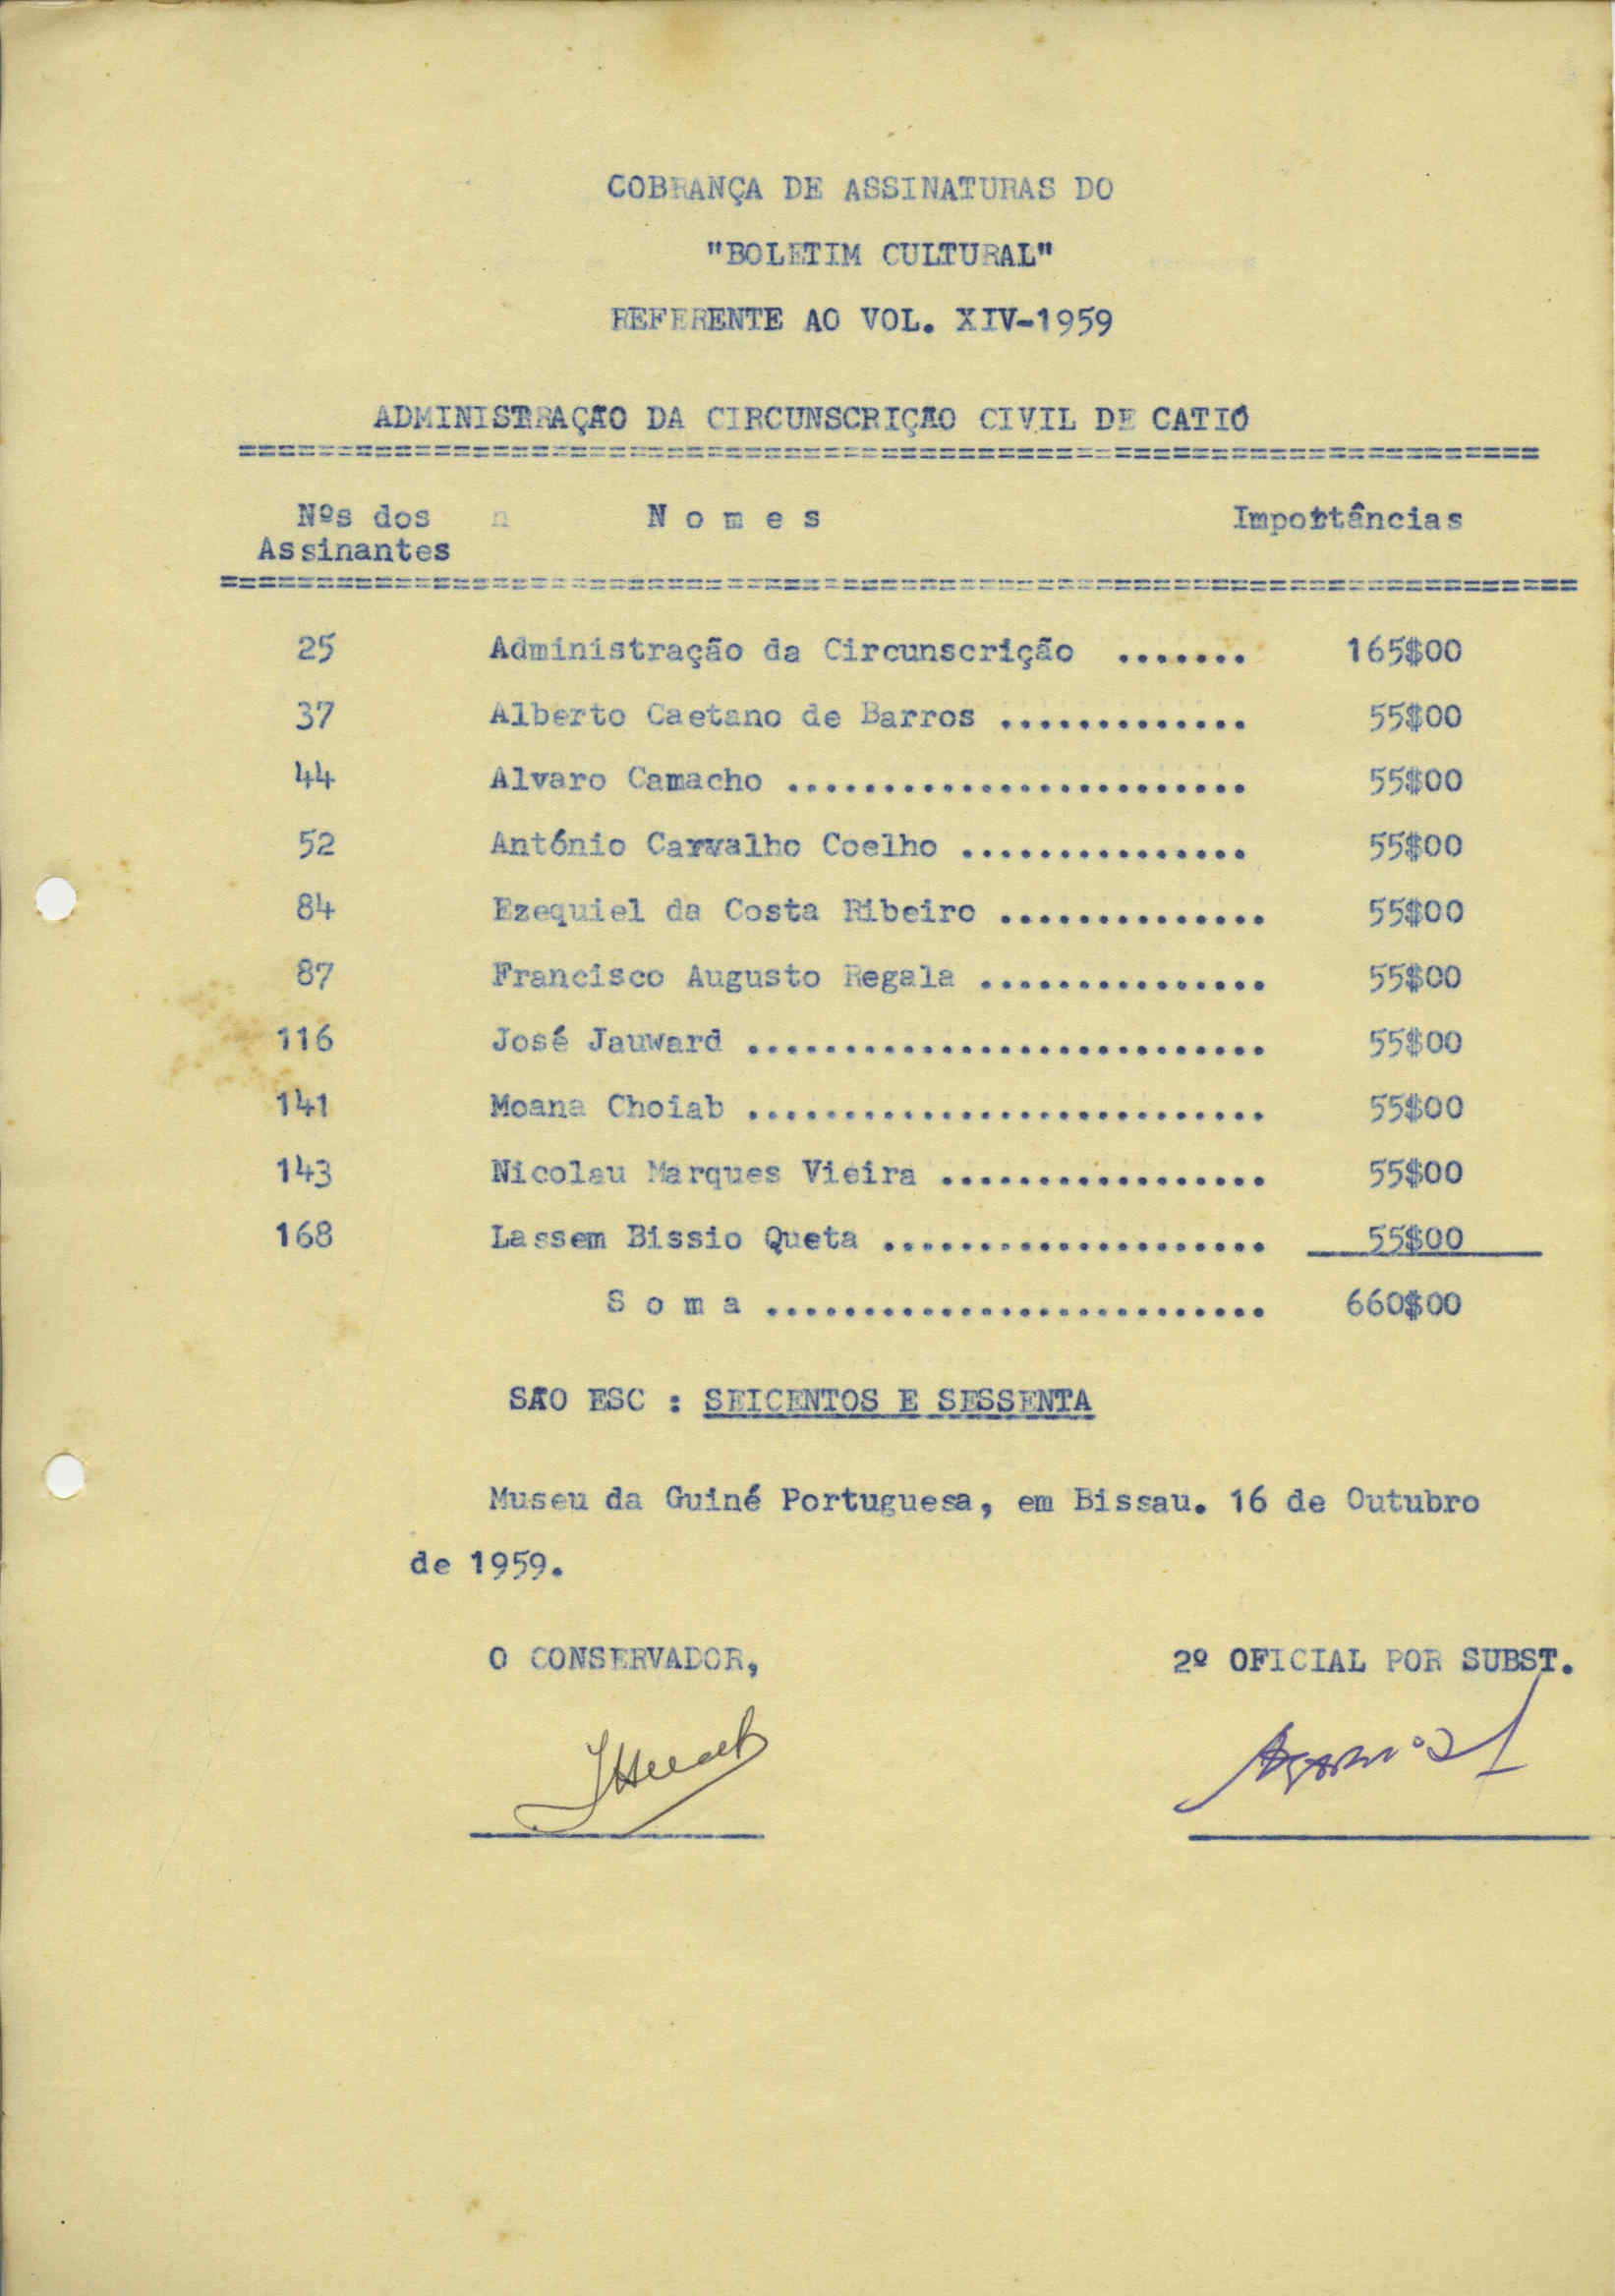 COBRANÇA DE ASSINATURAS DO
"BOLETIM CULTURAL"
REFERENTE AO VOL. XIV-1959
ADMINISTRAÇÃO DA CIRCUNSCRIÇÃO CIVIL DE CATIÓ
Nºs dos n N o m e s Importâncias
Assinantes
25 Administração da Circunscrição ....... 165$00
37 Alberto Caetano de Barros ............. 55$00
44 Alvaro Camacho ........................ 55$00
52 António Carvalho Coelho ............... 55$00
84 Ezequiel da Costa Ribeiro .............. 55$00
87 Francisco Augusto Regala ............... 55$00
116 José Jauward ........................... 55$00
141 Moana Choiab ........................... 55$00
143 Nicolau Marques Vieira ................. 55$00
168 Lassem Bissio Queta .................... 55$00
S o m a .......................... 660$00
SÃO ESC : SEICENTOS E SESSENTA
Museu da Guiné Portuguesa, em Bissau. 16 de Outubro
de 1959.
O CONSERVADOR, 2º OFICIAL POR SUBST.